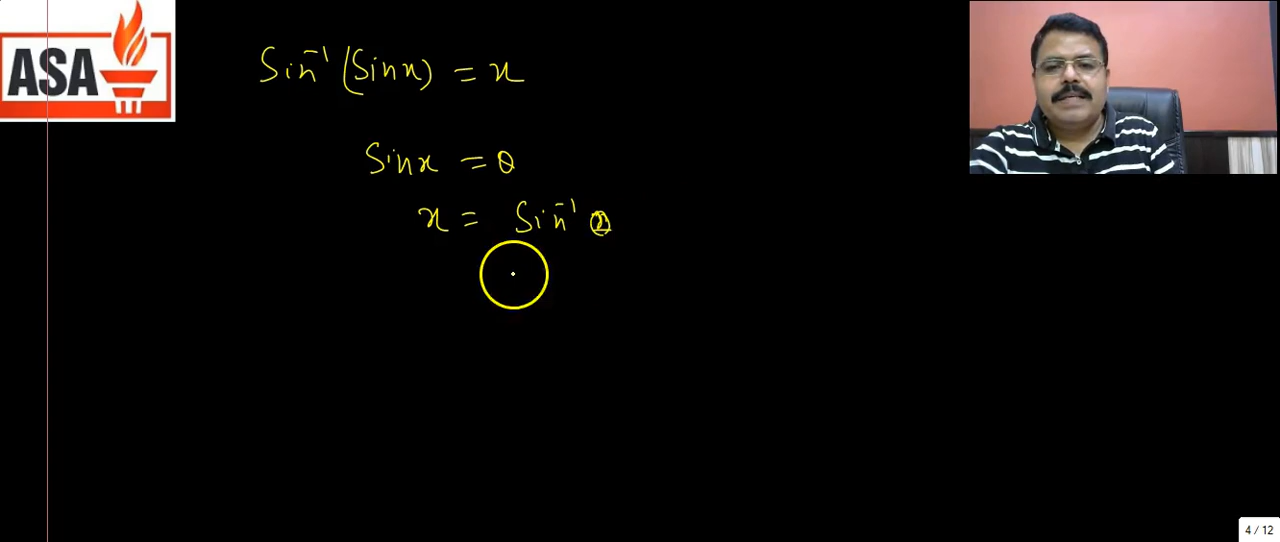 ASA
Sin⁻¹(Sinx) = x
Sinx = θ
x = Sin⁻¹
4 / 12